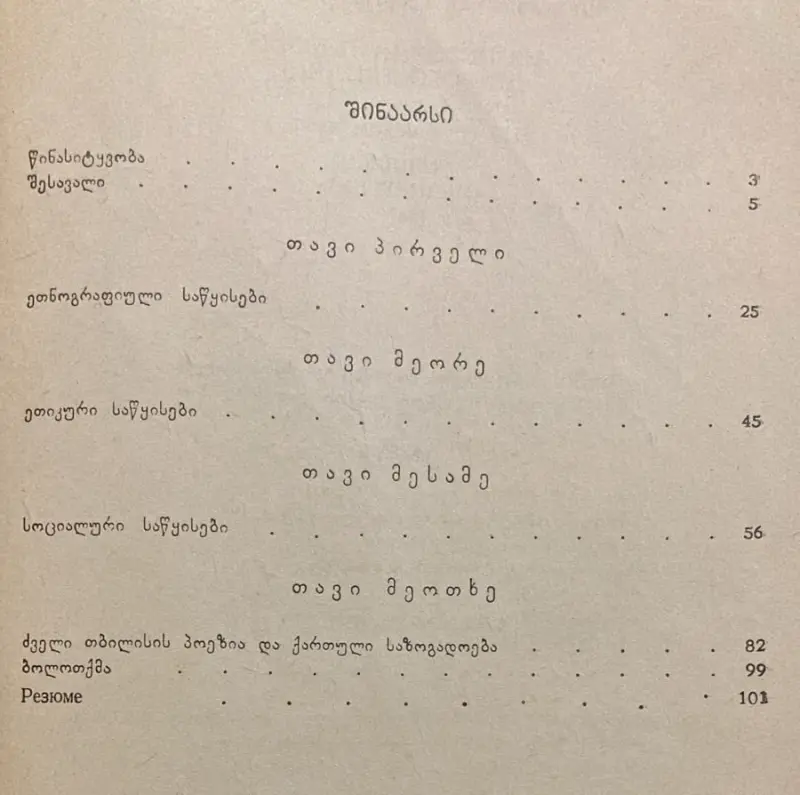 შინაარსი
წინასიტყვობა . . . . . . . . . . . . . 3
შესავალი . . . . . . . . . . . . . . 5
თავი პირველი
ეთნოგრაფიული საწყისები . . . . . . . . . . 25
თავი მეორე
ეთიკური საწყისები . . . . . . . . . . . . 45
თავი მესამე
სოციალური საწყისები . . . . . . . . . . . 56
თავი მეოთხე
ძველი თბილისის პოეზია და ქართული საზოგადოება . . . . . 82
ბოლოთქმა . . . . . . . . . . . . . 99
Резюме . . . . . . . . . . . .